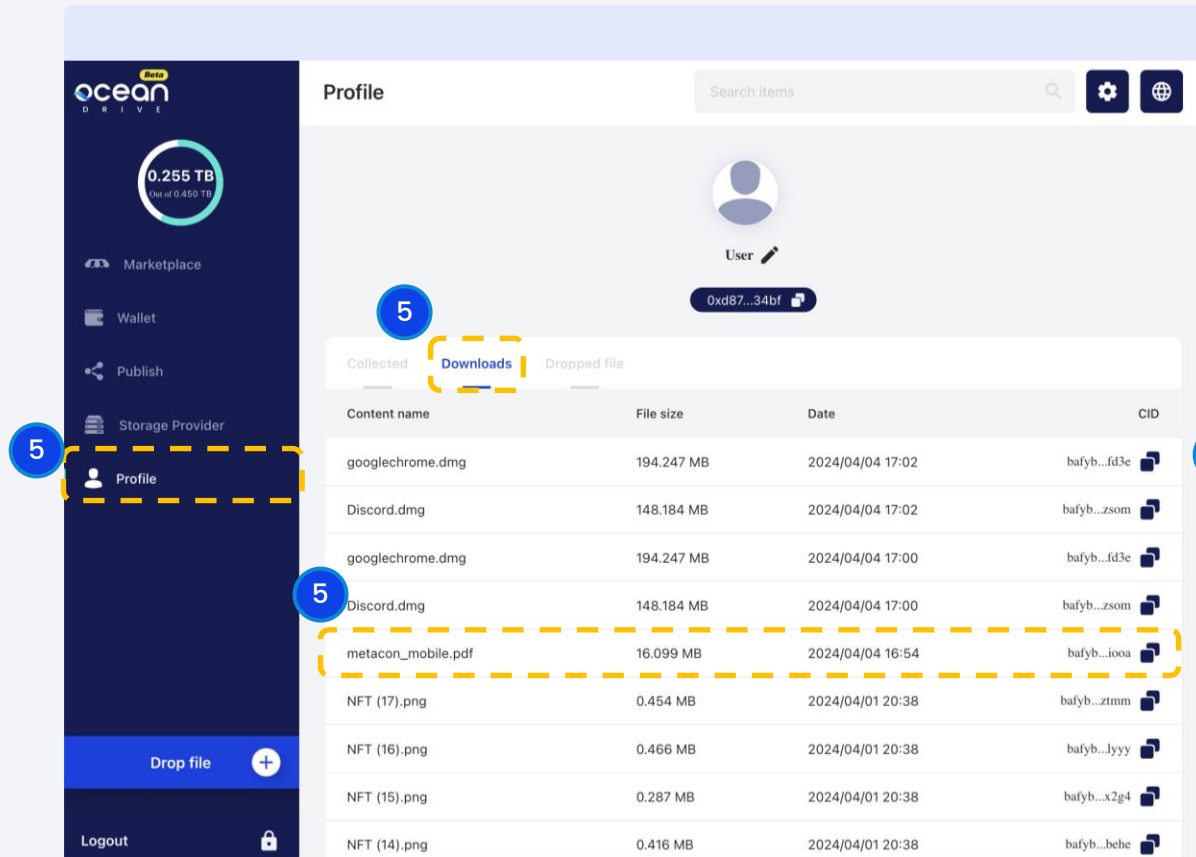 Beta
ocean
DRIVE
Profile
Search items
0.255 TB
Out of 0.450 TB
User
0xd87...34bf
Marketplace
Wallet
Publish
Storage Provider
5
Profile
5
Collected Downloads Dropped file
Content name File size Date CID
googlechrome.dmg 194.247 MB 2024/04/04 17:02 bafyb...fd3e
Discord.dmg 148.184 MB 2024/04/04 17:02 bafyb...zsom
googlechrome.dmg 194.247 MB 2024/04/04 17:00 bafyb...fd3e
5
Discord.dmg 148.184 MB 2024/04/04 17:00 bafyb...zsom
metacon_mobile.pdf 16.099 MB 2024/04/04 16:54 bafyb...iooa
NFT (17).png 0.454 MB 2024/04/01 20:38 bafyb...ztmm
NFT (16).png 0.466 MB 2024/04/01 20:38 bafyb...lyyy
NFT (15).png 0.287 MB 2024/04/01 20:38 bafyb...x2g4
NFT (14).png 0.416 MB 2024/04/01 20:38 bafyb...behe
Drop file
Logout